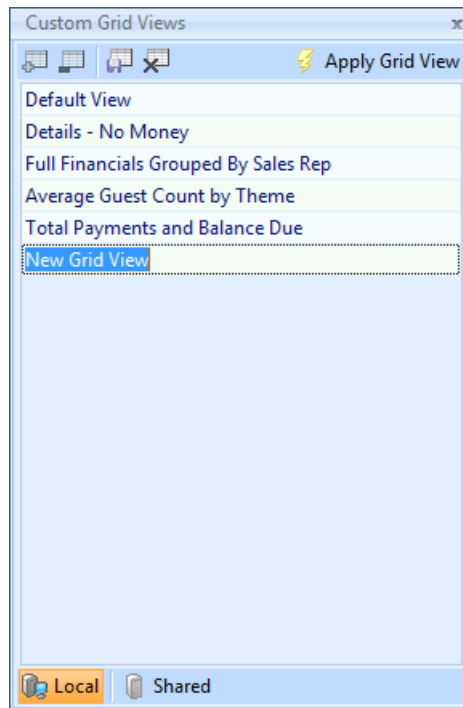 Custom Grid Views x
Apply Grid View
Default View
Details - No Money
Full Financials Grouped By Sales Rep
Average Guest Count by Theme
Total Payments and Balance Due
New Grid View
Local Shared